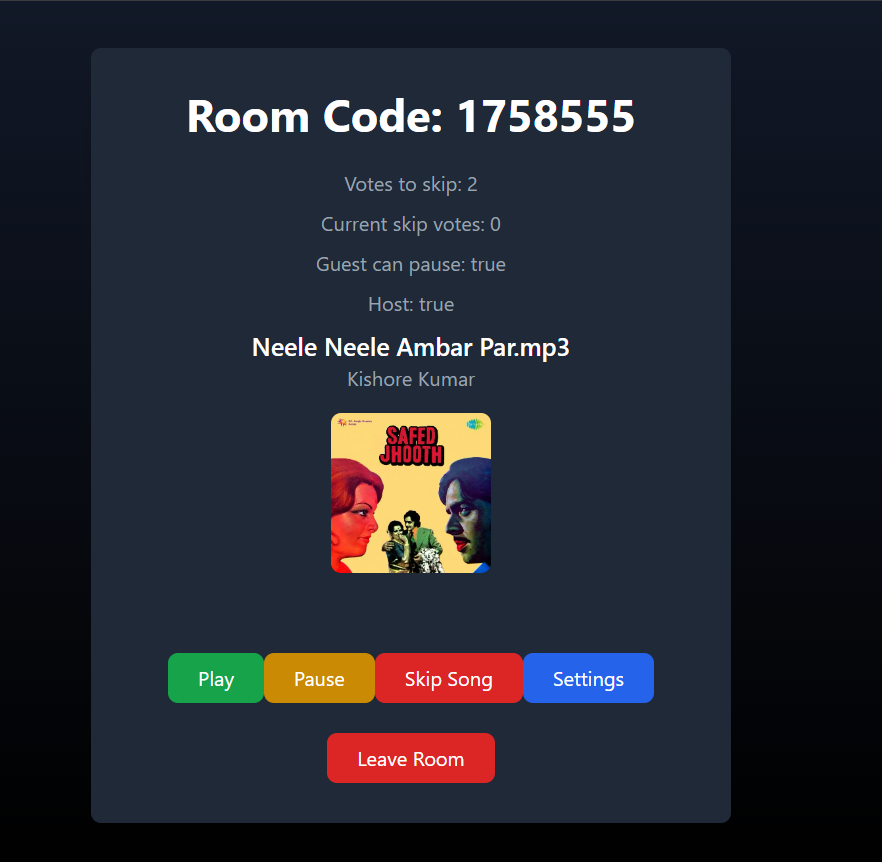 Room Code: 1758555
Votes to skip: 2
Current skip votes: 0
Guest can pause: true
Host: true
Neele Neele Ambar Par.mp3
Kishore Kumar
SAFED
JHOOTH
Play
Pause
Skip Song
Settings
Leave Room